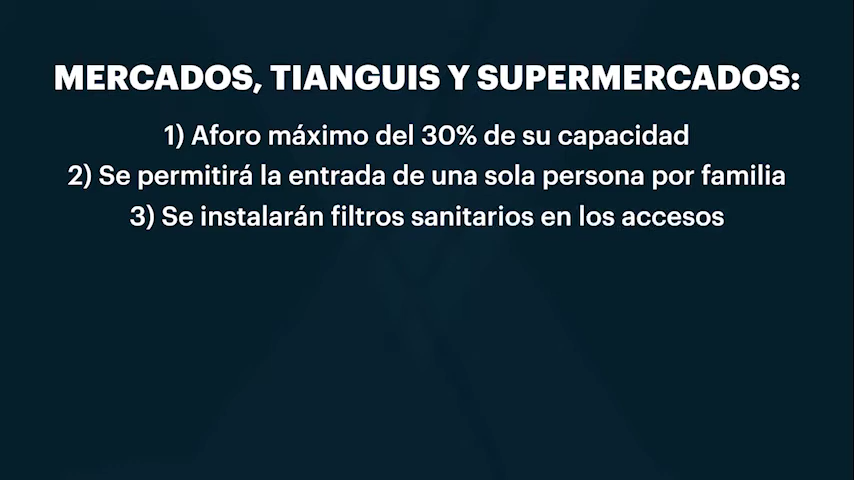 MERCADOS, TIANGUIS Y SUPERMERCADOS:
1) Aforo máximo del 30% de su capacidad
2) Se permitirá la entrada de una sola persona por familia
3) Se instalarán filtros sanitarios en los accesos